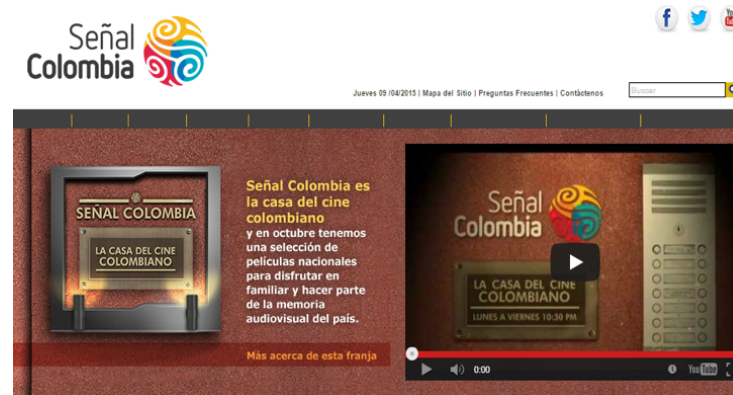 Señal
Colombia
Jueves 09 /04/2015 | Mapa del Sitio | Preguntas Frecuentes | Contáctenos
Buscar
SEÑAL COLOMBIA
LA CASA DEL CINE
COLOMBIANO
Señal Colombia es
la casa del cine
colombiano
y en octubre tenemos
una selección de
películas nacionales
para disfrutar en
familiar y hacer parte
de la memoria
audiovisual del país.
Más acerca de esta franja
Señal
Colombia
LA CASA DEL CINE
COLOMBIANO
LUNES A VIERNES 10:30 PM
0:00
YouTube